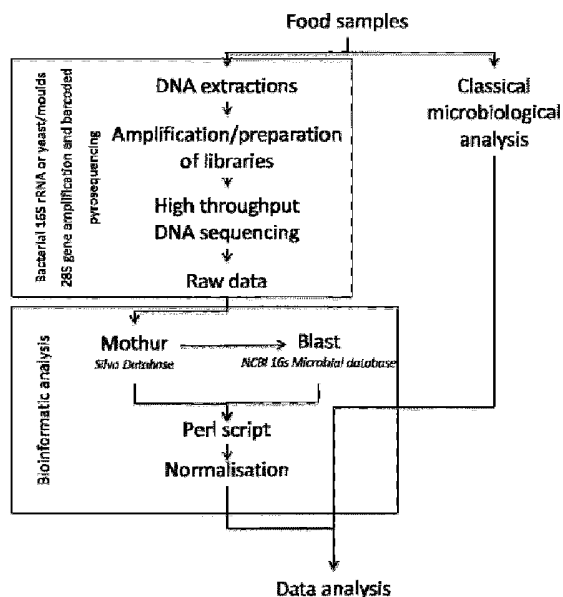 Food samples
Bacterial 16S rRNA or yeast/moulds
28S gene amplification and barcoded
pyrosequencing
DNA extractions
Amplification/preparation
of libraries
High throughput
DNA sequencing
Raw data
Classical
microbiological
analysis
Bioinformatic analysis
Mothur
Silva Database
Blast
NCBI 16s Microbial database
Perl script
Normalisation
Data analysis